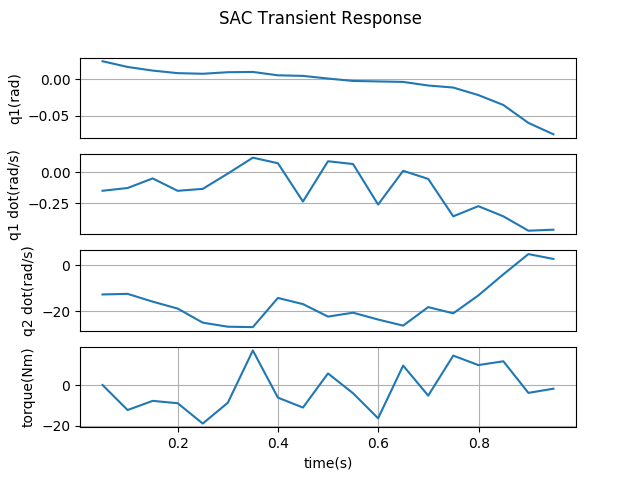 SAC Transient Response
q1(rad)
0.00
−0.05
q1 dot(rad/s)
0.00
−0.25
q2 dot(rad/s)
0
−20
torque(Nm)
0
−20
0.2 0.4 0.6 0.8
time(s)